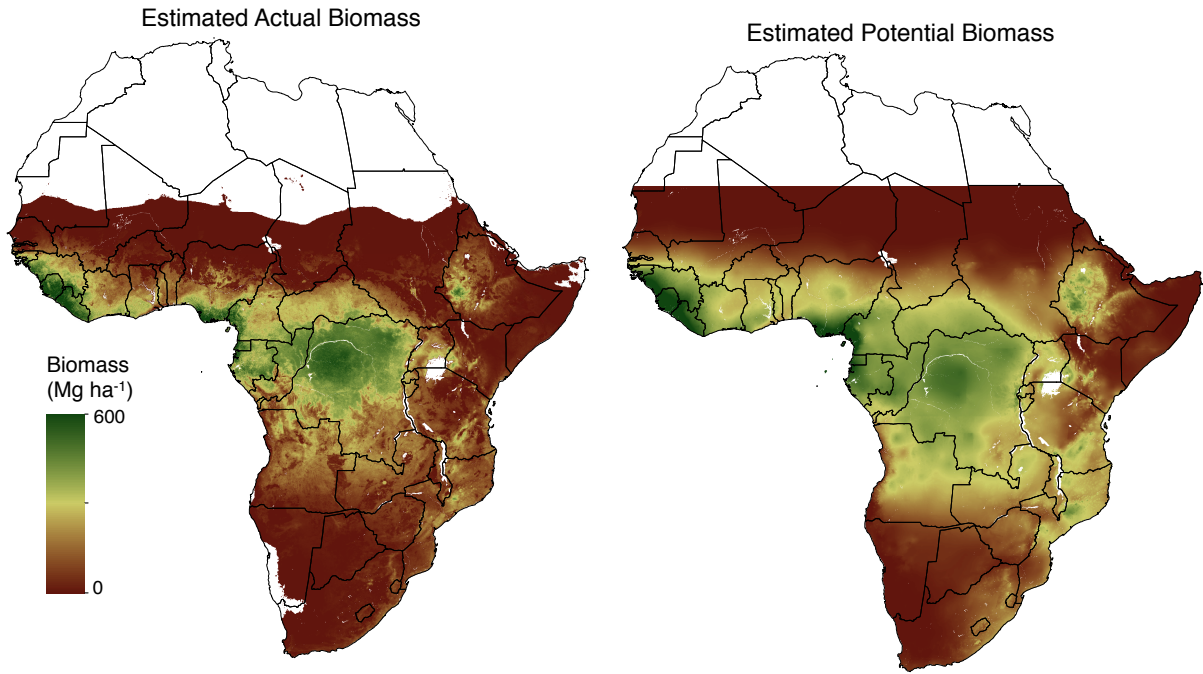 Estimated Actual Biomass
Estimated Potential Biomass
Biomass
(Mg ha-1)
600
0